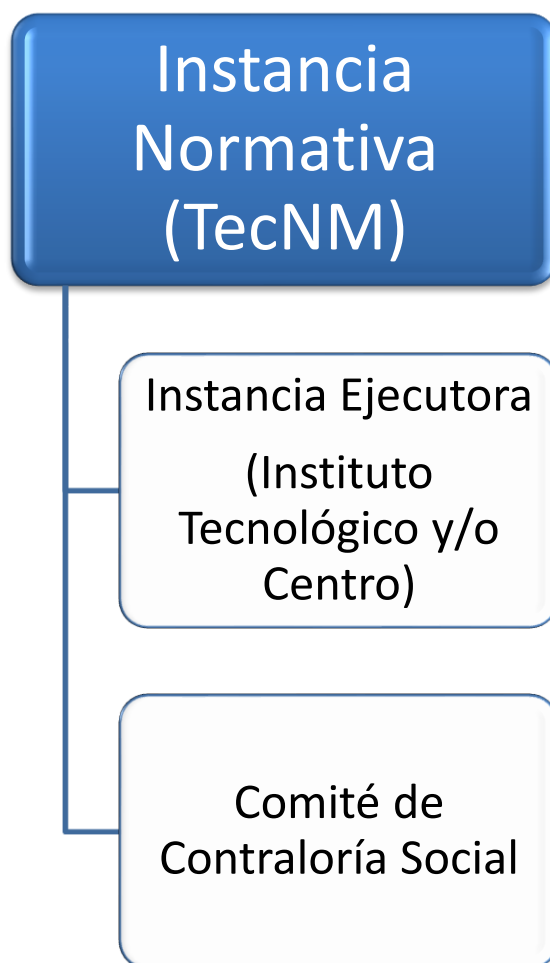 Instancia
Normativa
(TecNM)
Instancia Ejecutora
(Instituto
Tecnológico y/o
Centro)
Comité de
Contraloría Social